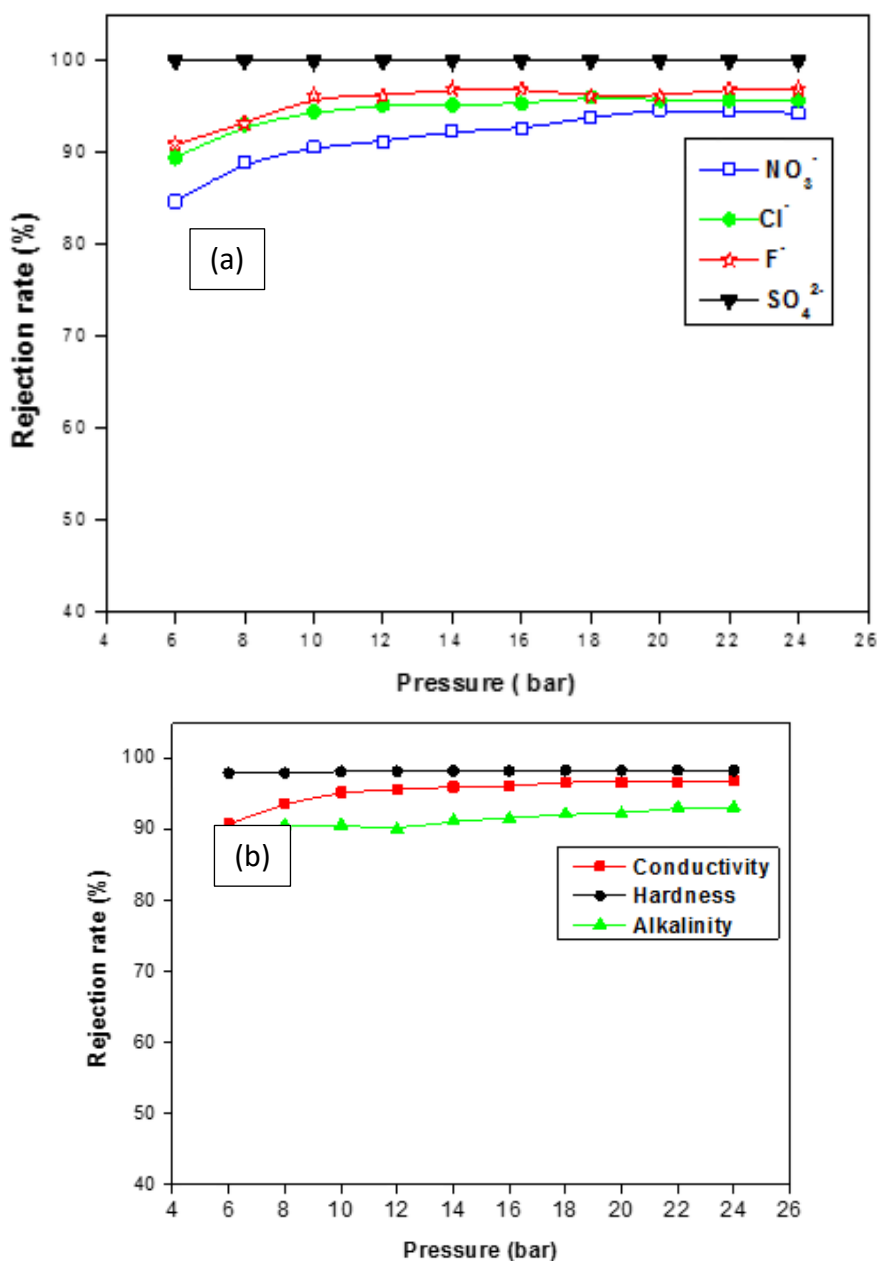 100
90
80
70
60
50
40
Rejection rate (%)
(a)
NO₃⁻
Cl⁻
F⁻
SO₄²⁻
4 6 8 10 12 14 16 18 20 22 24 26
Pressure ( bar)
100
90
80
70
60
50
40
Rejection rate (%)
(b)
Conductivity
Hardness
Alkalinity
4 6 8 10 12 14 16 18 20 22 24 26
Pressure (bar)